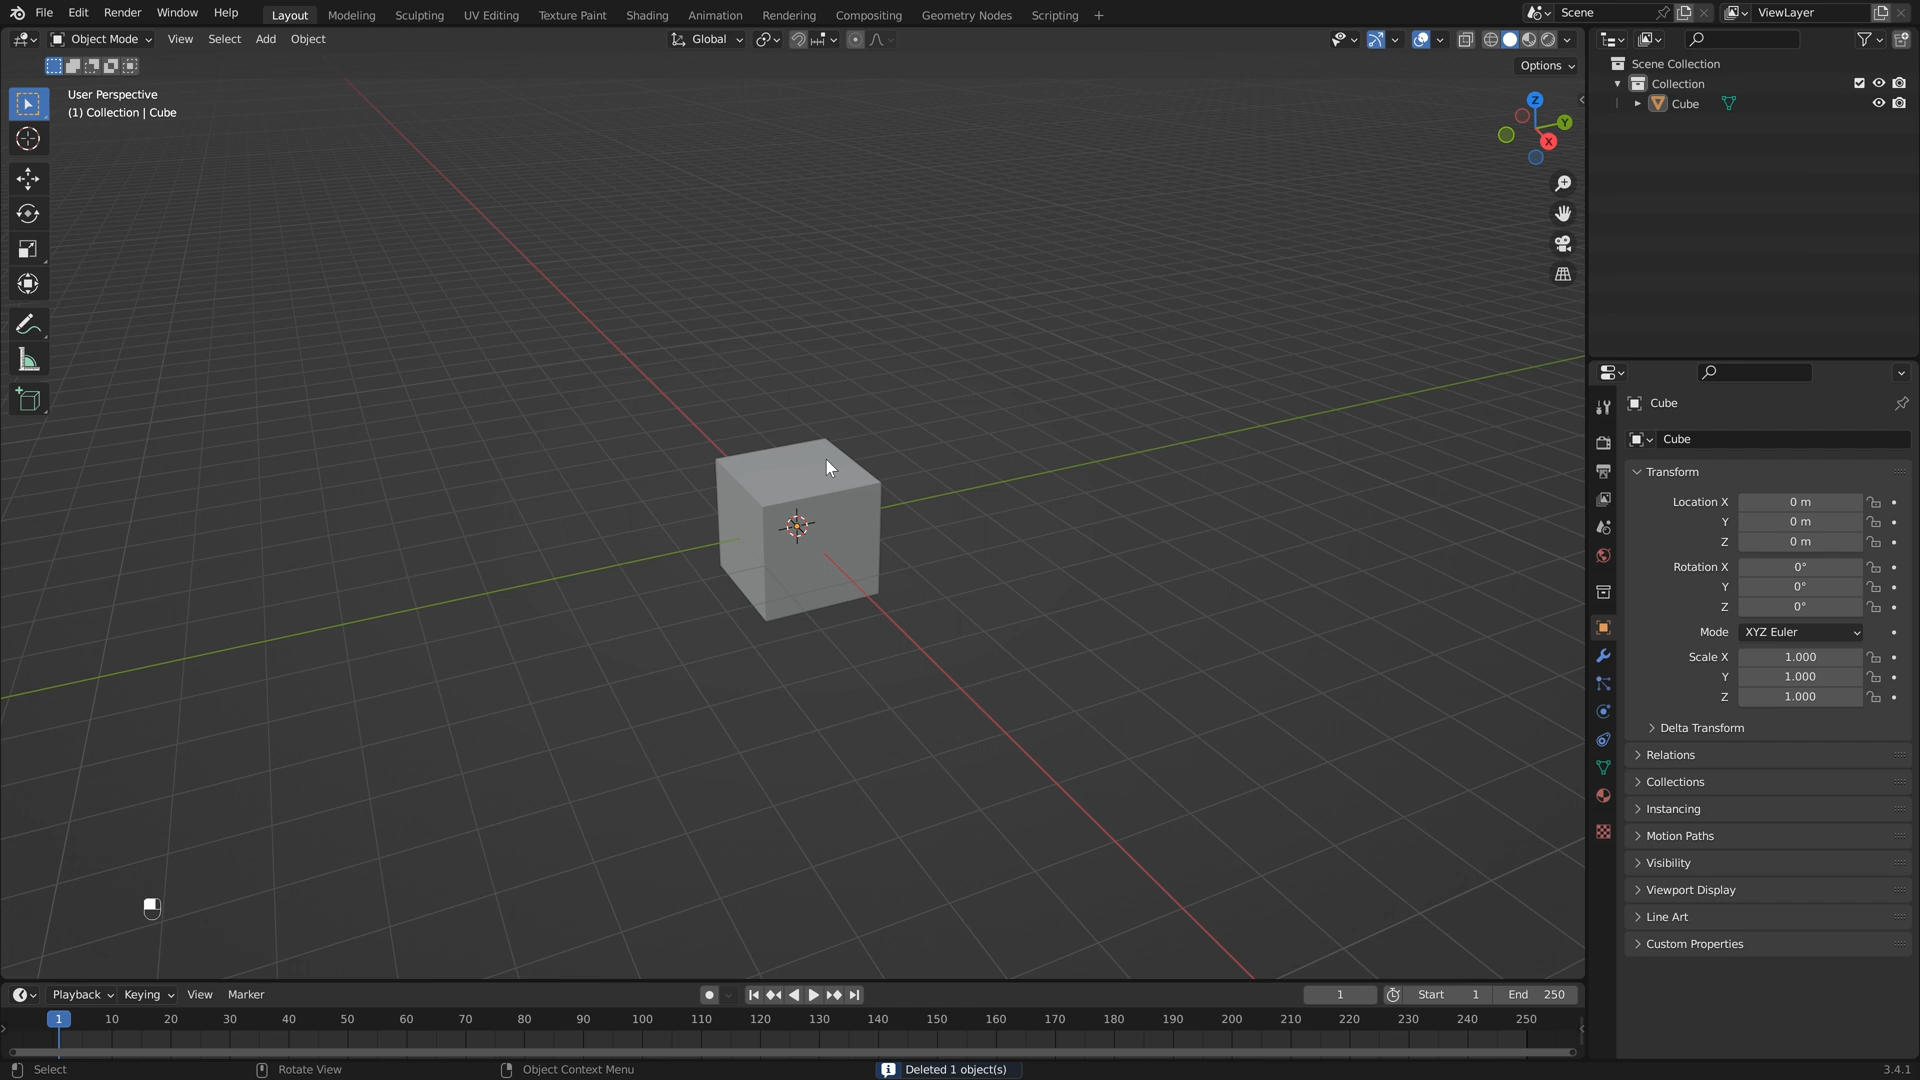 File Edit Render Window Help Layout Modeling Sculpting UV Editing Texture Paint Shading Animation Rendering Compositing Geometry Nodes Scripting + Scene ViewLayer
Object Mode View Select Add Object Global
Options
User Perspective
(1) Collection | Cube
Z
Y
X
Scene Collection
Collection
Cube
Cube
Cube
Transform
Location X 0 m
Y 0 m
Z 0 m
Rotation X 0°
Y 0°
Z 0°
Mode XYZ Euler
Scale X 1.000
Y 1.000
Z 1.000
Delta Transform
Relations
Collections
Instancing
Motion Paths
Visibility
Viewport Display
Line Art
Custom Properties
Playback Keying View Marker 1 Start 1 End 250
1 10 20 30 40 50 60 70 80 90 100 110 120 130 140 150 160 170 180 190 200 210 220 230 240 250
Select Rotate View Object Context Menu Deleted 1 object(s) 3.4.1